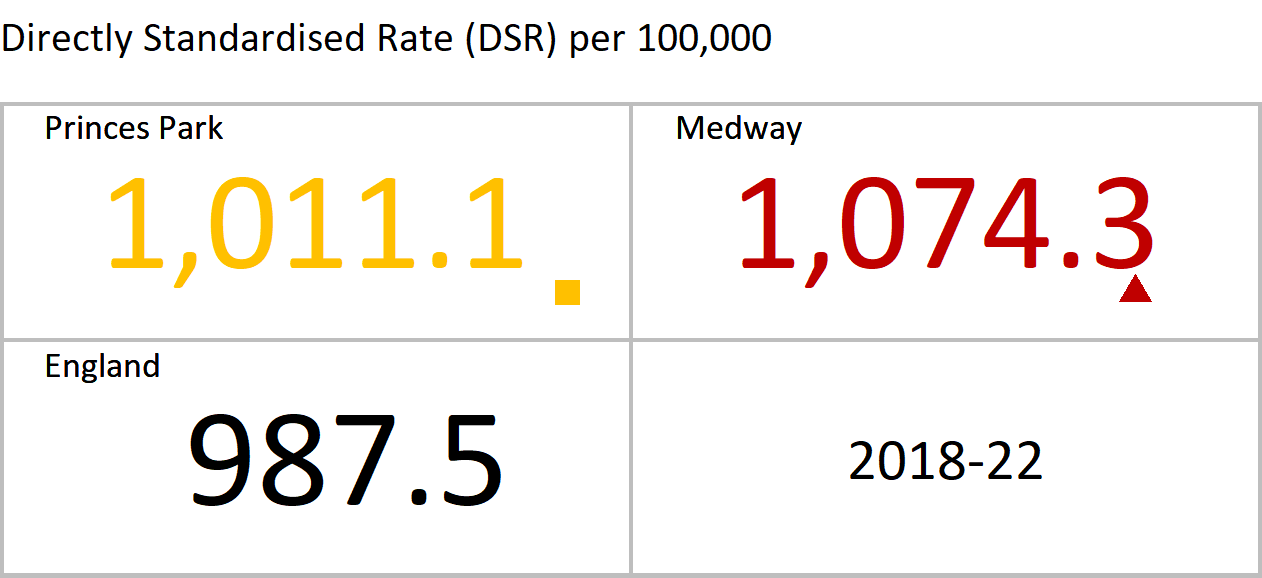 Directly Standardised Rate (DSR) per 100,000
Princes Park
1,011.1
Medway
1,074.3
England
987.5
2018-22